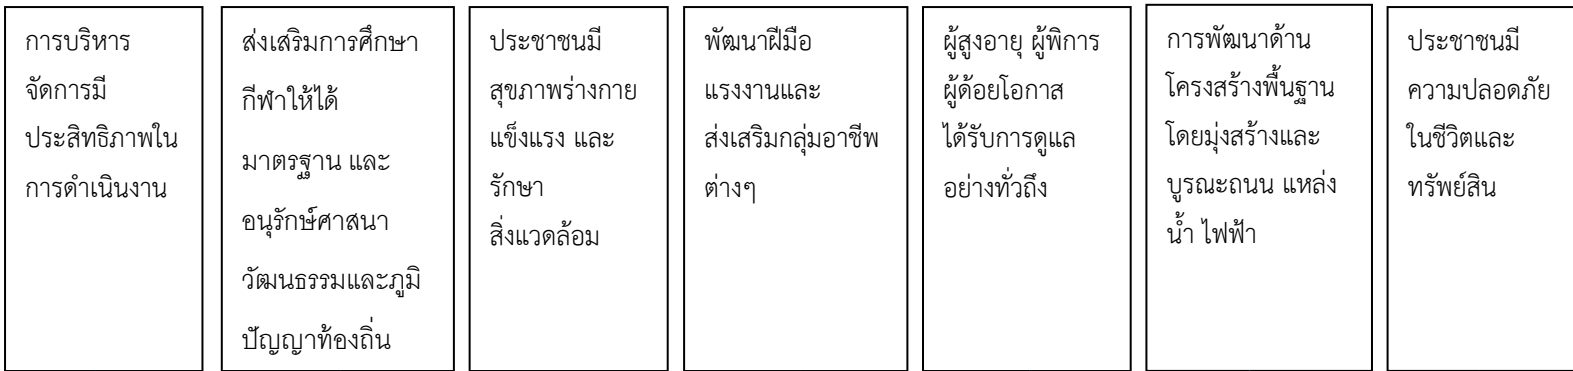 การบริหาร
จัดการมี
ประสิทธิภาพใน
การดำเนินงาน
ส่งเสริมการศึกษา
กีฬาให้ได้
มาตรฐาน และ
อนุรักษ์ศาสนา
วัฒนธรรมและภูมิ
ปัญญาท้องถิ่น
ประชาชนมี
สุขภาพร่างกาย
แข็งแรง และ
รักษา
สิ่งแวดล้อม
พัฒนาฝีมือ
แรงงานและ
ส่งเสริมกลุ่มอาชีพ
ต่างๆ
ผู้สูงอายุ ผู้พิการ
ผู้ด้อยโอกาส
ได้รับการดูแล
อย่างทั่วถึง
การพัฒนาด้าน
โครงสร้างพื้นฐาน
โดยมุ่งสร้างและ
บูรณะถนน แหล่ง
น้ำ ไฟฟ้า
ประชาชนมี
ความปลอดภัย
ในชีวิตและ
ทรัพย์สิน